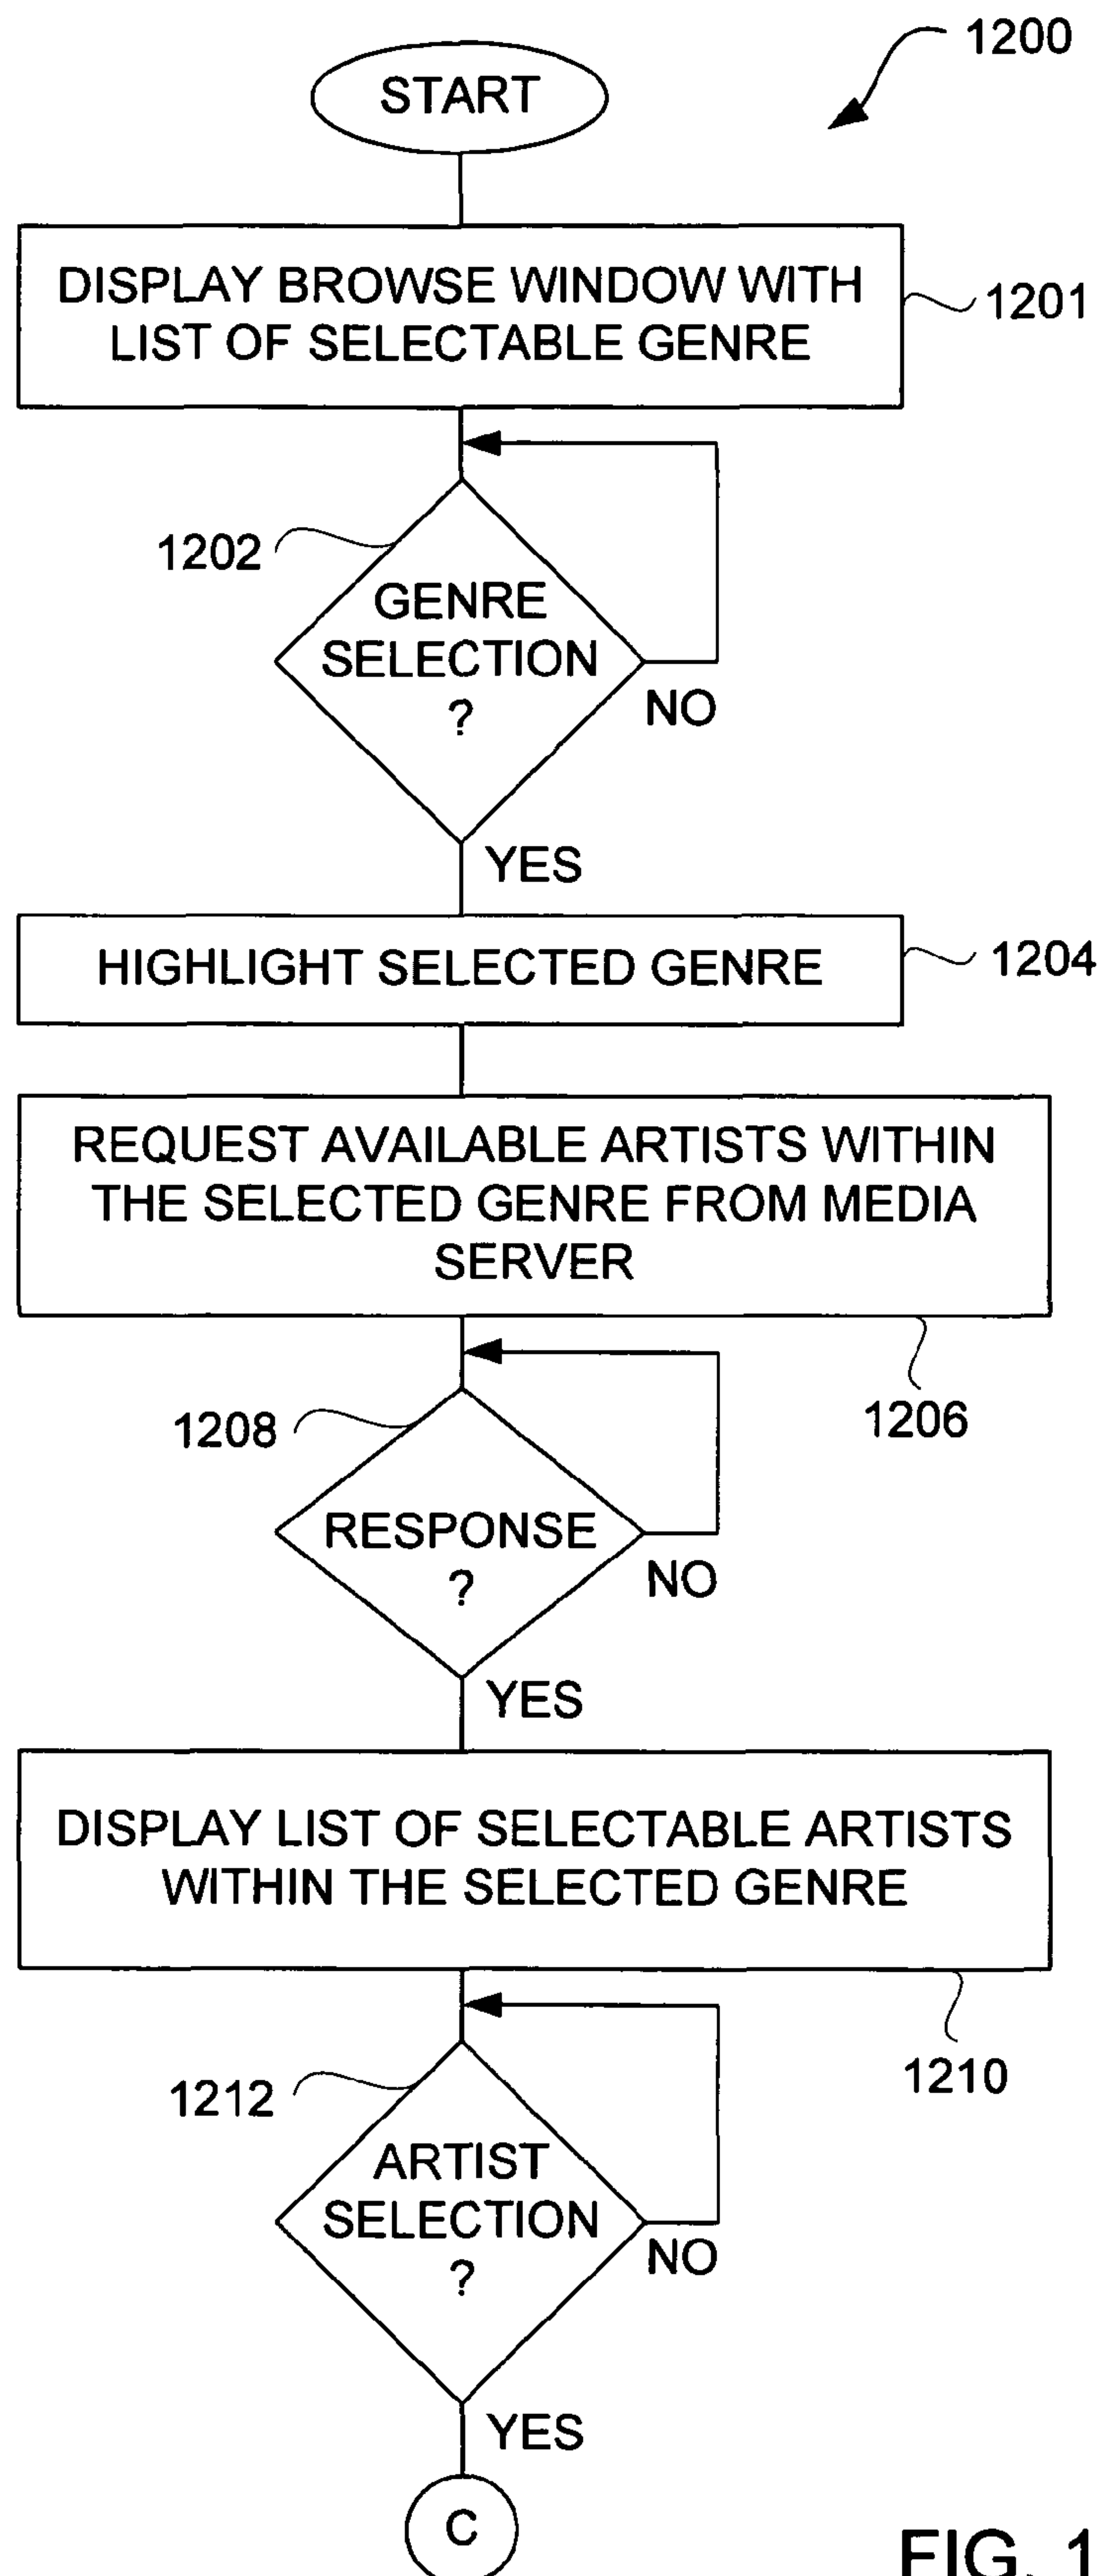 1200
START
DISPLAY BROWSE WINDOW WITH
LIST OF SELECTABLE GENRE
1201
1202
GENRE
SELECTION
?
NO
YES
HIGHLIGHT SELECTED GENRE
1204
REQUEST AVAILABLE ARTISTS WITHIN
THE SELECTED GENRE FROM MEDIA
SERVER
1206
1208
RESPONSE
?
NO
YES
DISPLAY LIST OF SELECTABLE ARTISTS
WITHIN THE SELECTED GENRE
1210
1212
ARTIST
SELECTION
?
NO
YES
C
FIG. 1